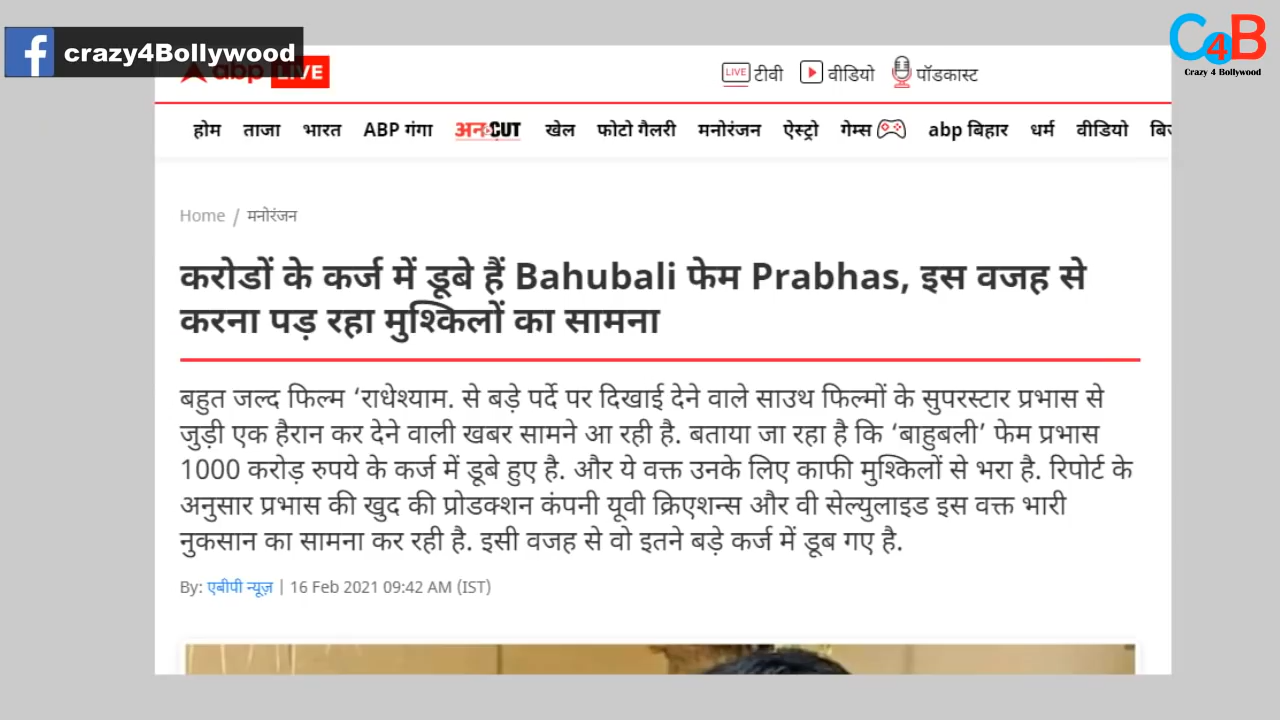 crazy4Bollywood
C4B
Crazy 4 Bollywood
abp LIVE
LIVE टीवी वीडियो पॉडकास्ट
होम ताजा भारत ABP गंगा अनCUT खेल फोटो गैलरी मनोरंजन ऐस्ट्रो गेम्स abp बिहार धर्म वीडियो
Home / मनोरंजन
करोडों के कर्ज में डूबे हैं Bahubali फेम Prabhas, इस वजह से
करना पड़ रहा मुश्किलों का सामना
बहुत जल्द फिल्म ‘राधेश्याम. से बड़े पर्दे पर दिखाई देने वाले साउथ फिल्मों के सुपरस्टार प्रभास से
जुड़ी एक हैरान कर देने वाली खबर सामने आ रही है. बताया जा रहा है कि ‘बाहुबली’ फेम प्रभास
1000 करोड़ रुपये के कर्ज में डूबे हुए है. और ये वक्त उनके लिए काफी मुश्किलों से भरा है. रिपोर्ट के
अनुसार प्रभास की खुद की प्रोडक्शन कंपनी यूवी क्रिएशन्स और वी सेल्युलाइड इस वक्त भारी
नुकसान का सामना कर रही है. इसी वजह से वो इतने बड़े कर्ज में डूब गए है.
By: एबीपी न्यूज़ | 16 Feb 2021 09:42 AM (IST)